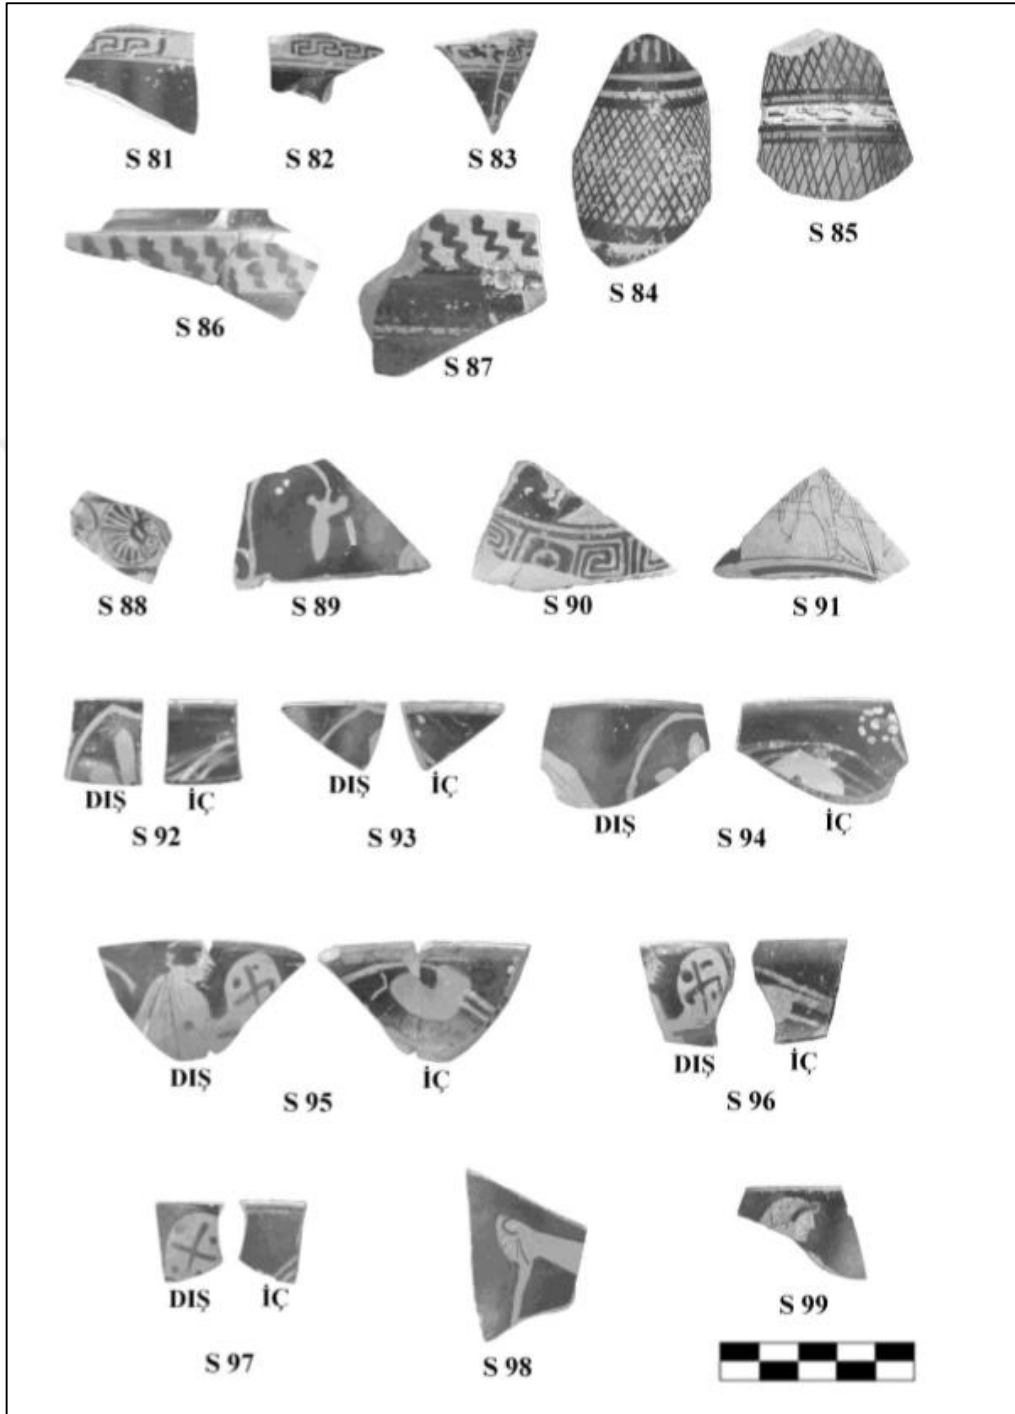 S 81
S 82
S 83
S 84
S 85
S 86
S 87
S 88
S 89
S 90
S 91
DIŞ İÇ
S 92
DIŞ İÇ
S 93
DIŞ İÇ
S 94
DIŞ İÇ
S 95
DIŞ İÇ
S 96
DIŞ İÇ
S 97
S 98
S 99